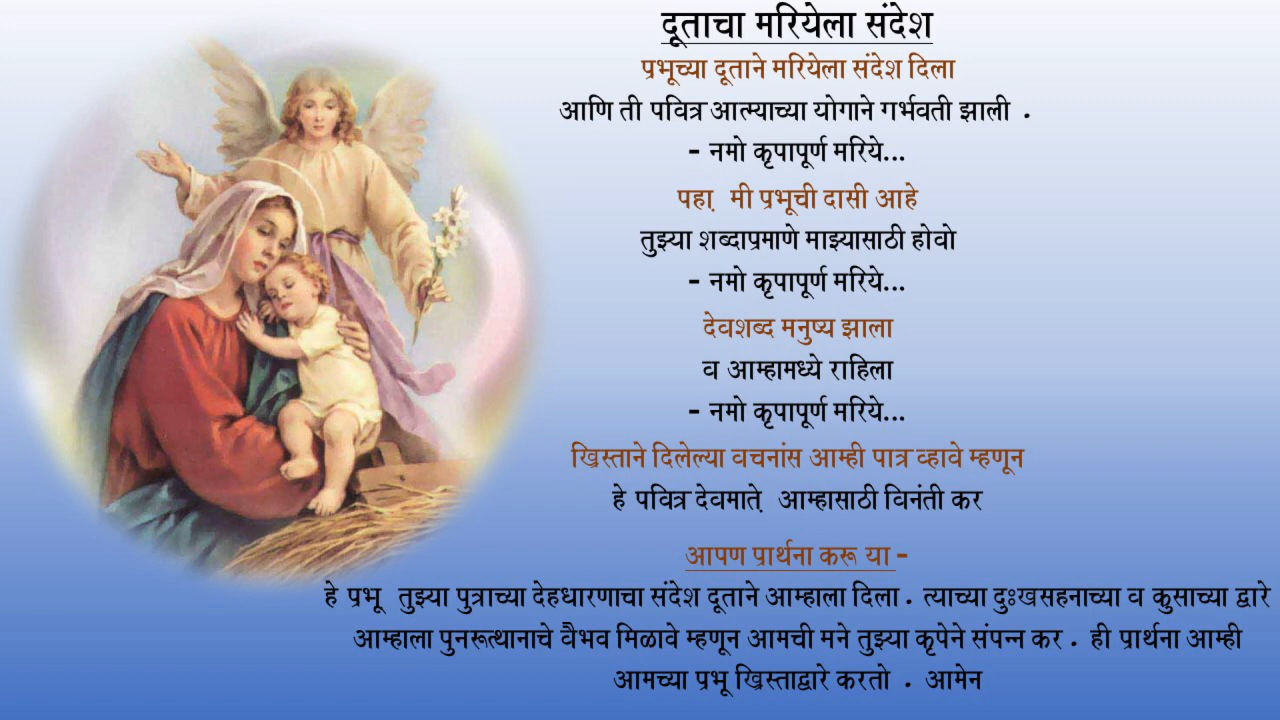 दूताचा मरियेला संदेश
प्रभूच्या दूताने मरियेला संदेश दिला
आणि ती पवित्र आत्म्याच्या योगाने गर्भवती झाली .
- नमो कृपापूर्ण मरिये...
पहा़ मी प्रभूची दासी आहे
तुझ्या शब्दाप्रमाणे माझ्यासाठी होवो
- नमो कृपापूर्ण मरिये...
देवशब्द मनुष्य झाला
व आम्हामध्ये राहिला
- नमो कृपापूर्ण मरिये...
ख्रिस्ताने दिलेल्या वचनांस आम्ही पात्र व्हावे म्हणून
हे पवित्र देवमाते़ आम्हासाठी विनंती कर
आपण प्रार्थना करू या -
हे प्रभू तुझ्या पुत्राच्या देहधारणाचा संदेश दूताने आम्हाला दिला . त्याच्या दुःखसहनाच्या व कुसाच्या द्वारे
आम्हाला पुनरूत्थानाचे वैभव मिळावे म्हणून आमची मने तुझ्या कृपेने संपन्न कर . ही प्रार्थना आम्ही
आमच्या प्रभू ख्रिस्ताद्वारे करतो . आमेन